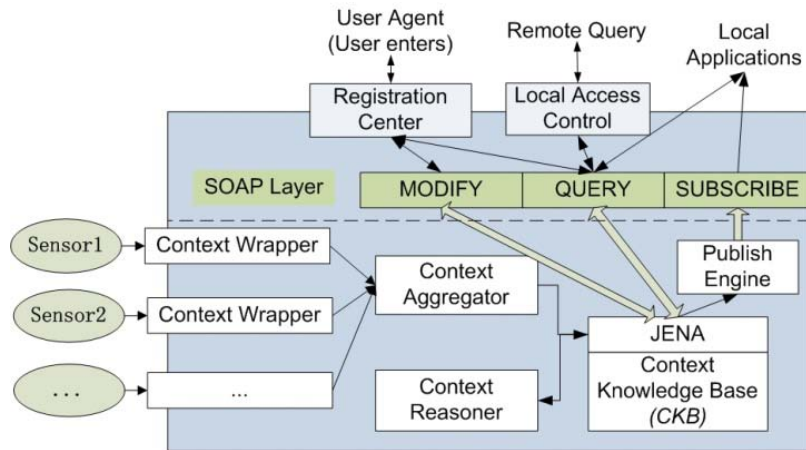 User Agent
(User enters)
Remote Query
Local
Applications
Registration
Center
Local Access
Control
SOAP Layer
MODIFY
QUERY
SUBSCRIBE
Sensor1
Context Wrapper
Publish
Engine
Context
Aggregator
Sensor2
Context Wrapper
JENA
...
...
Context
Reasoner
Context
Knowledge Base
(CKB)